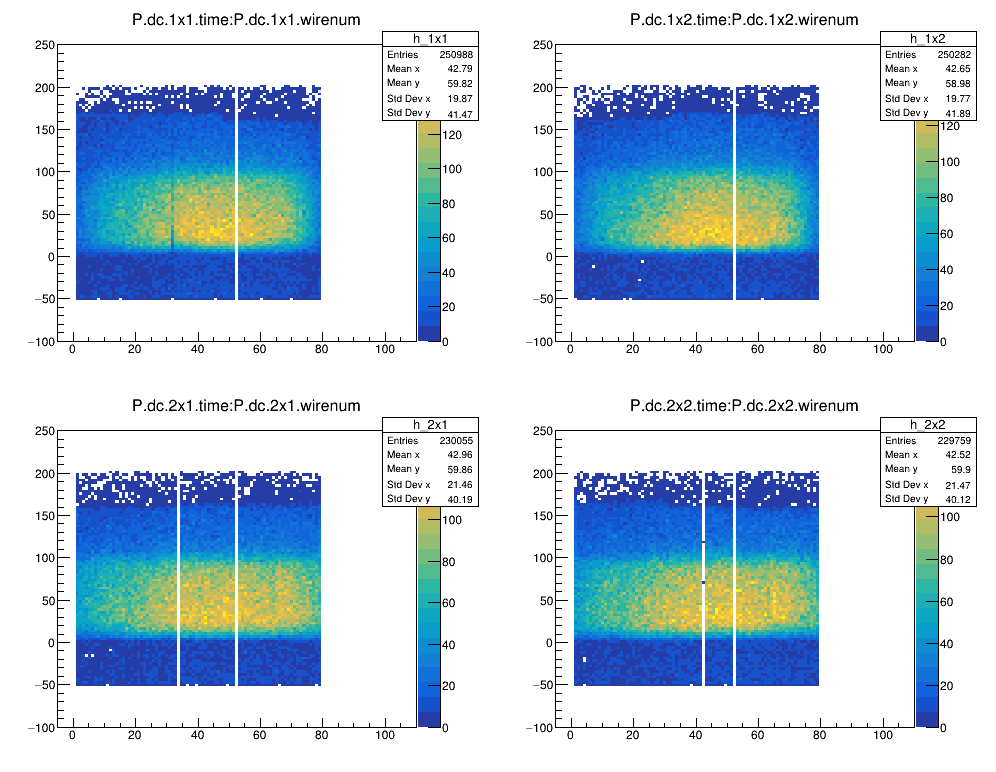 P.dc.1x1.time:P.dc.1x1.wirenum
h_1x1
Entries 250988
Mean x 42.79
Mean y 59.82
Std Dev x 19.87
Std Dev y 41.47
250
200
150
100
50
0
−50
−100
0 20 40 60 80 100
120
100
80
60
40
20
0
P.dc.1x2.time:P.dc.1x2.wirenum
h_1x2
Entries 250282
Mean x 42.65
Mean y 58.98
Std Dev x 19.77
Std Dev y 41.89
250
200
150
100
50
0
−50
−100
0 20 40 60 80 100
120
100
80
60
40
20
0
P.dc.2x1.time:P.dc.2x1.wirenum
h_2x1
Entries 230055
Mean x 42.96
Mean y 59.86
Std Dev x 21.46
Std Dev y 40.19
250
200
150
100
50
0
−50
−100
0 20 40 60 80 100
100
80
60
40
20
0
P.dc.2x2.time:P.dc.2x2.wirenum
h_2x2
Entries 229759
Mean x 42.52
Mean y 59.9
Std Dev x 21.47
Std Dev y 40.12
250
200
150
100
50
0
−50
−100
0 20 40 60 80 100
100
80
60
40
20
0